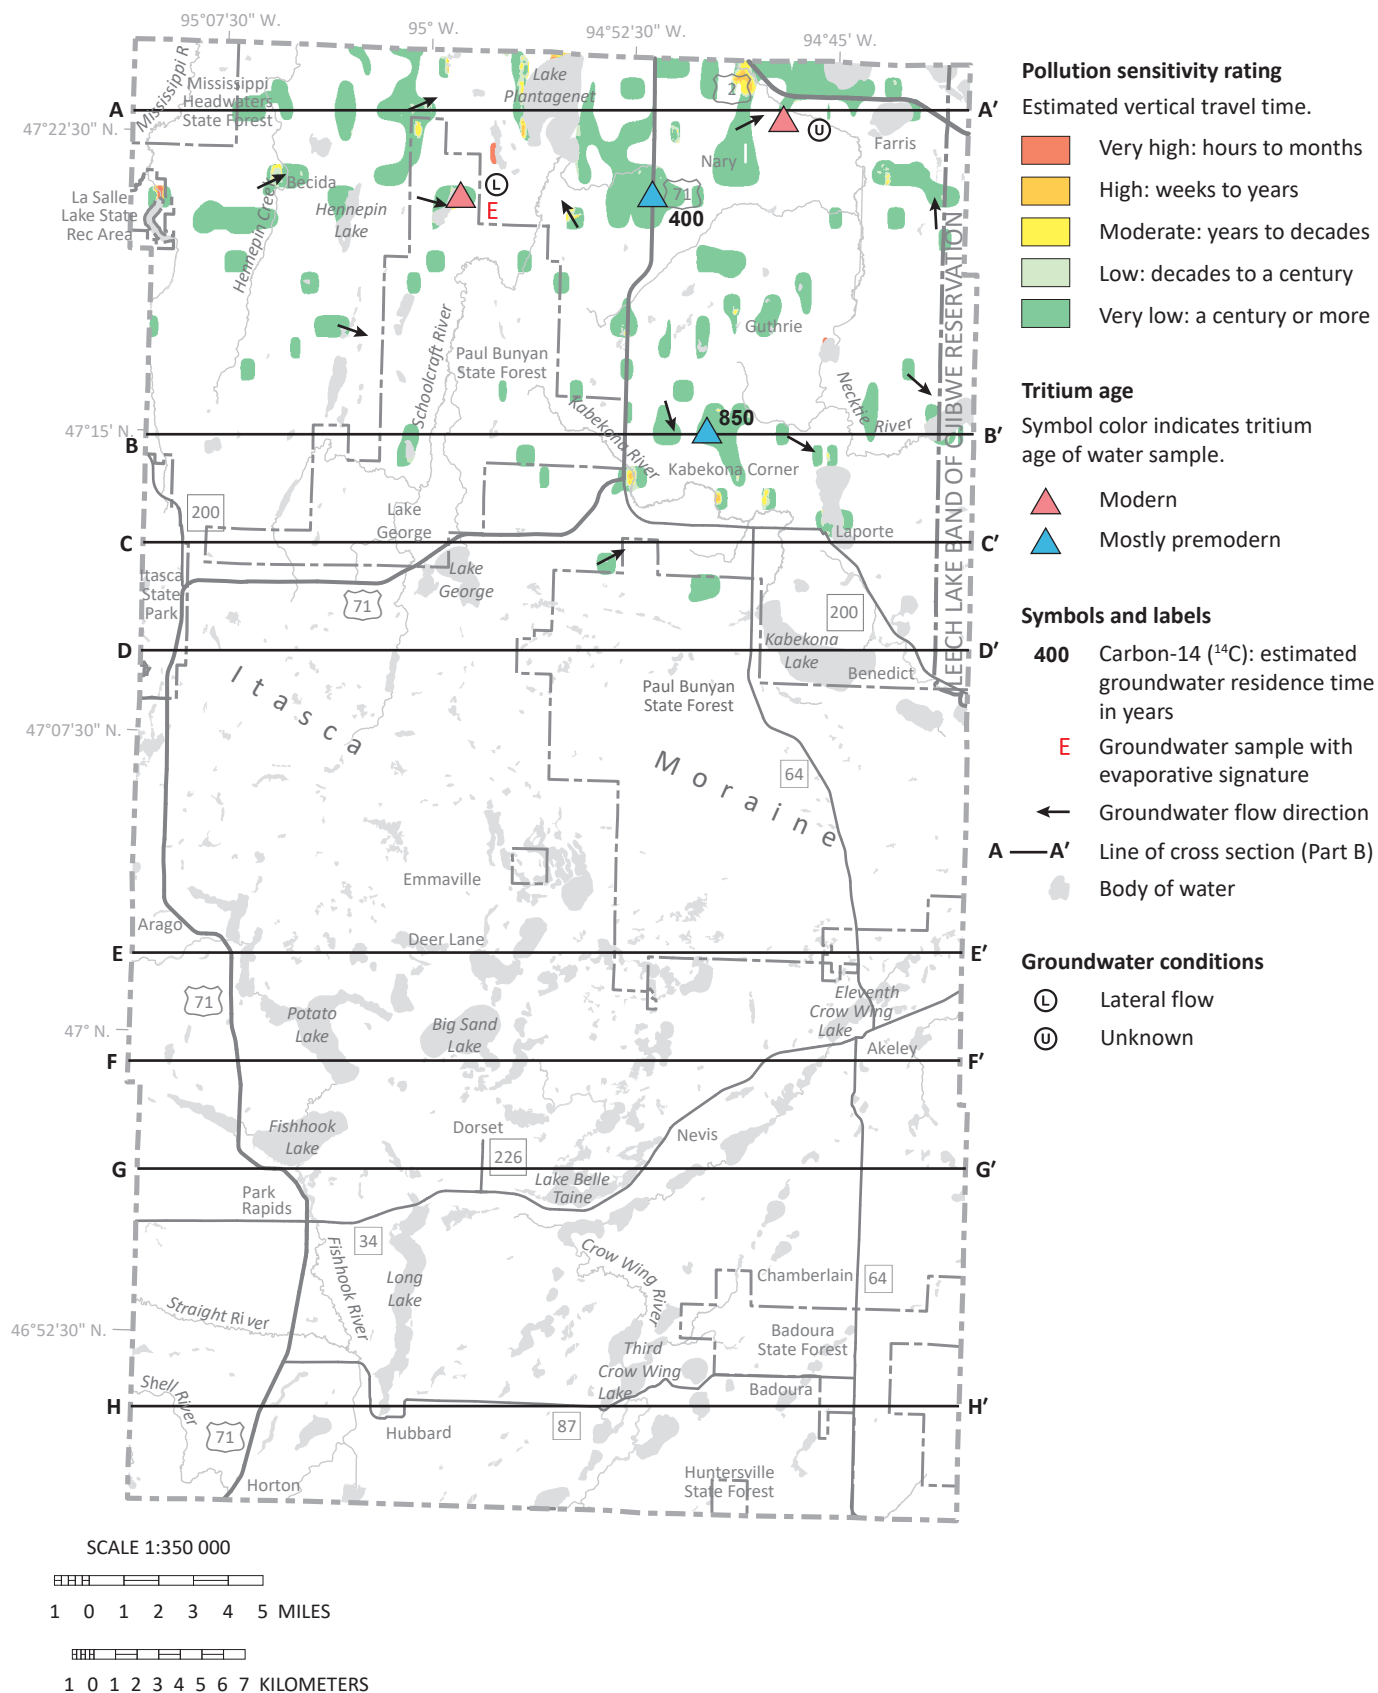 95°07'30" W.
95° W.
94°52'30" W.
94°45' W.
Mississippi R
Mississippi
Headwaters
State Forest
Lake
Plantagenet
2
A
A′
47°22'30" N.
U
Farris
Nary
Becida
L
E
La Salle
Lake State
Rec Area
Hennepin
Lake
71
400
Hennepin Creek
Schoolcraft River
Guthrie
Paul Bunyan
State Forest
Necktie River
LEECH LAKE BAND OF OJIBWE RESERVATION
Kabekona River
850
47°15' N.
B
B′
Kabekona Corner
200
Lake
George
Laporte
C
C′
Itasca
State
Park
Lake
George
71
200
Kabekona
Lake
D
D′
Benedict
Itasca
Paul Bunyan
State Forest
47°07'30" N.
Moraine
64
Emmaville
Arago
Deer Lane
E
E′
71
Eleventh
Crow Wing
Lake
Potato
Lake
Big Sand
Lake
47° N.
Akeley
F
F′
Fishhook
Lake
Dorset
Nevis
226
G
G′
Lake Belle
Taine
Park
Rapids
34
Fishhook River
Crow Wing River
Long
Lake
Chamberlain
64
Straight River
46°52'30" N.
Badoura
State Forest
Third
Crow Wing
Lake
Shell River
Badoura
H
H′
71
Hubbard
87
Horton
Huntersville
State Forest
SCALE 1:350 000
1 0 1 2 3 4 5 MILES
1 0 1 2 3 4 5 6 7 KILOMETERS
Pollution sensitivity rating
Estimated vertical travel time.
Very high: hours to months
High: weeks to years
Moderate: years to decades
Low: decades to a century
Very low: a century or more
Tritium age
Symbol color indicates tritium
age of water sample.
Modern
Mostly premodern
Symbols and labels
400 Carbon-14 (¹⁴C): estimated
groundwater residence time
in years
E Groundwater sample with
evaporative signature
Groundwater flow direction
A A′ Line of cross section (Part B)
Body of water
Groundwater conditions
L Lateral flow
U Unknown